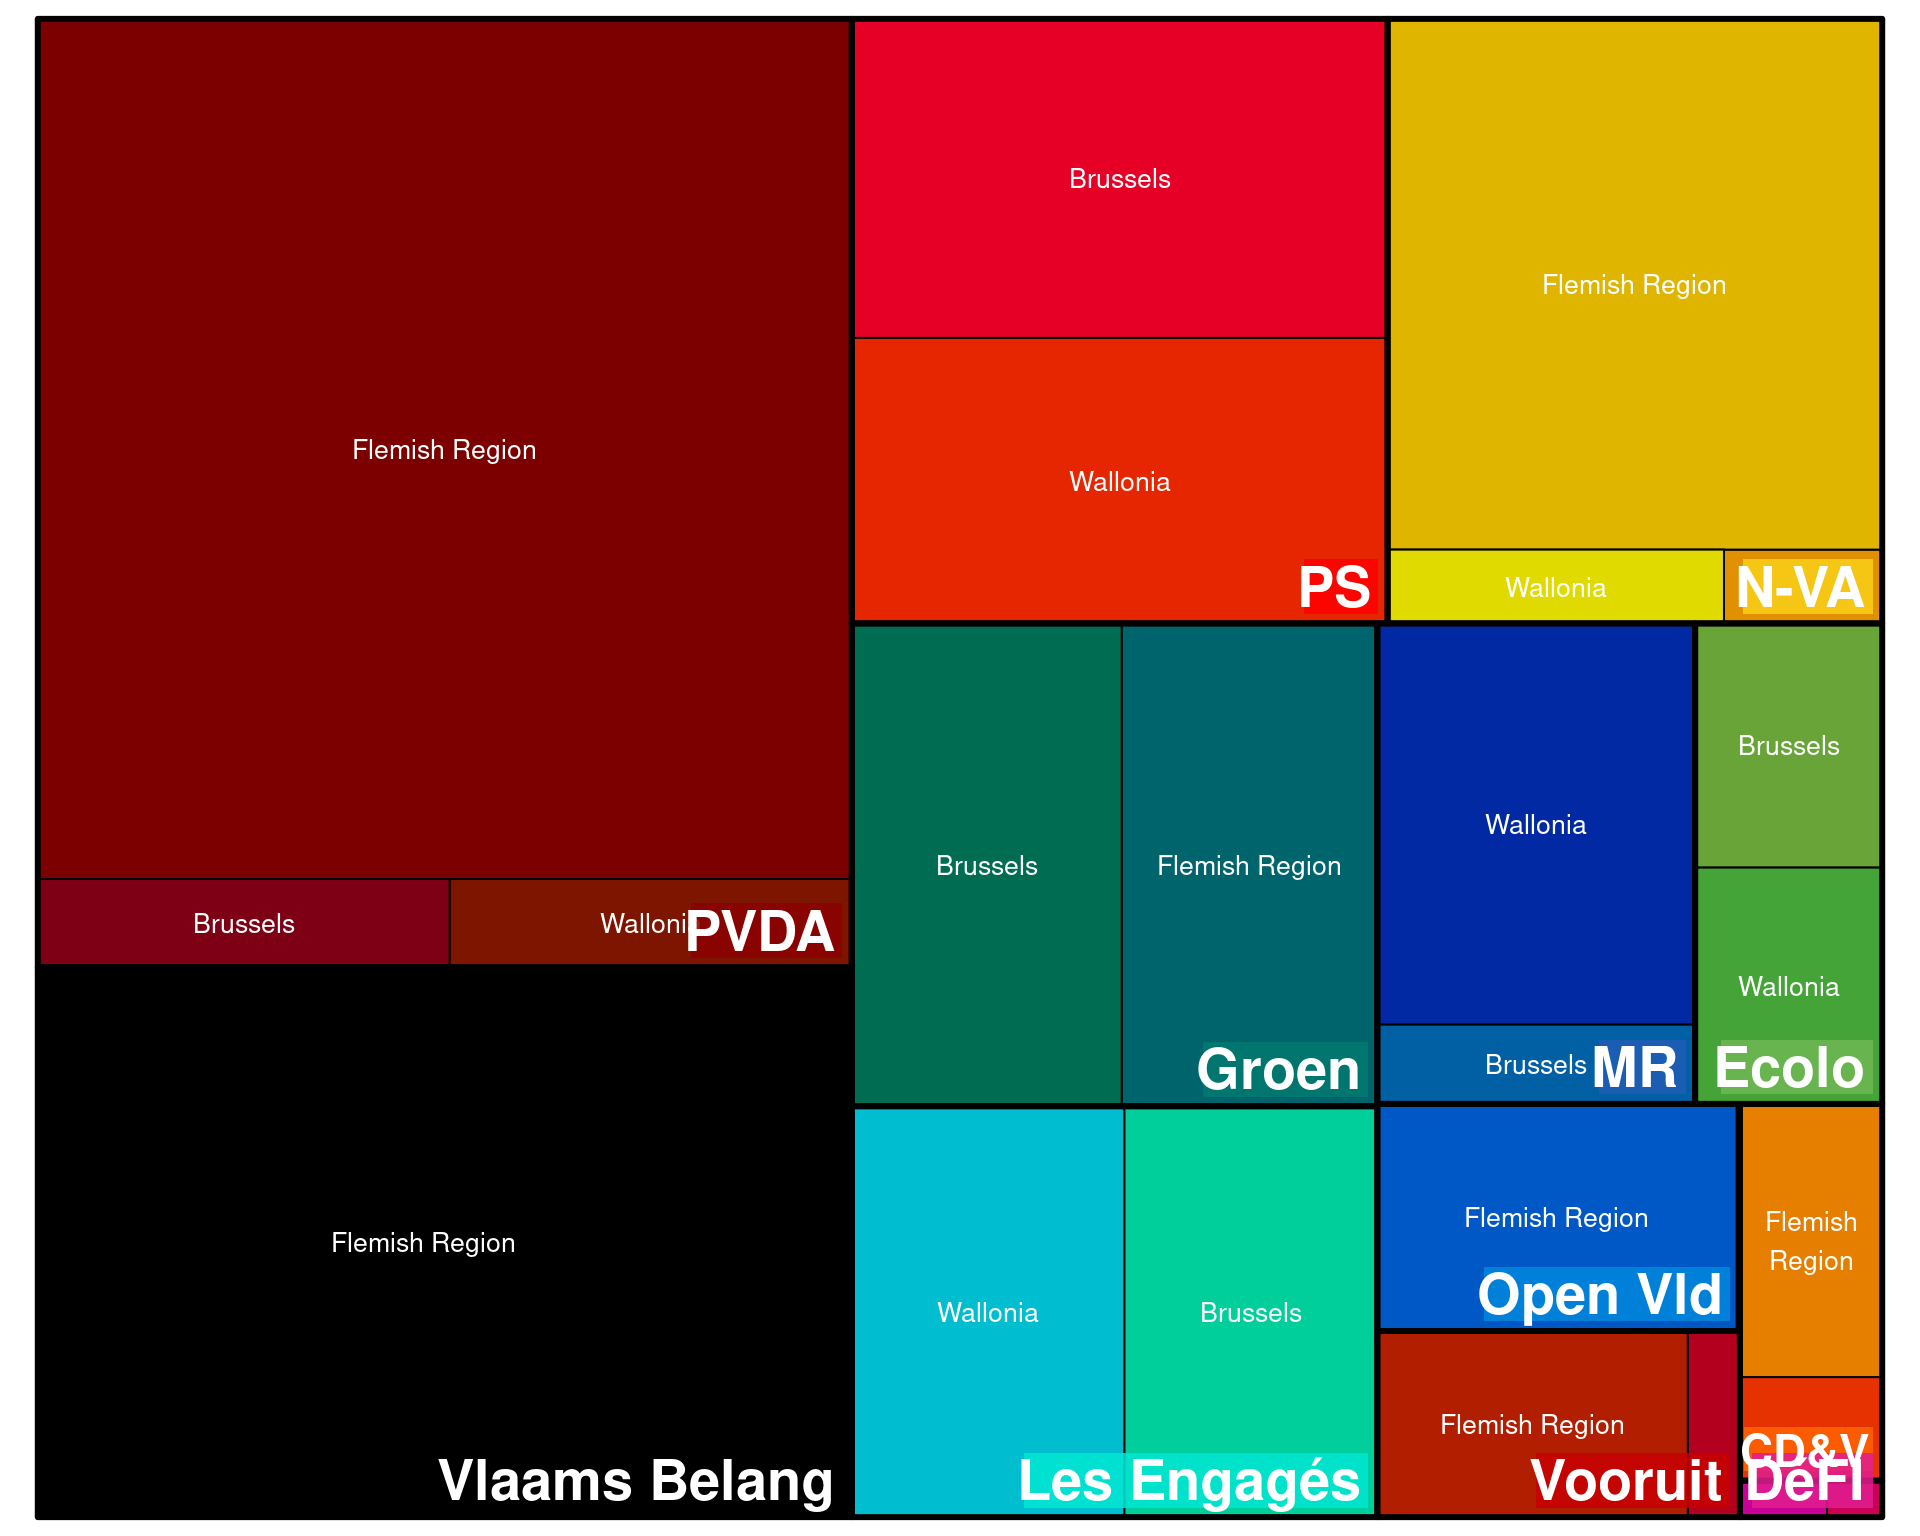 Flemish Region
Brussels
Wallonia
PVDA
Flemish Region
Vlaams Belang
Brussels
Wallonia
PS
Flemish Region
Wallonia
N-VA
Brussels
Flemish Region
Groen
Wallonia
Brussels
MR
Brussels
Wallonia
Ecolo
Wallonia
Brussels
Les Engagés
Flemish Region
Open Vld
Flemish Region
Vooruit
Flemish
Region
CD&V
DéFI